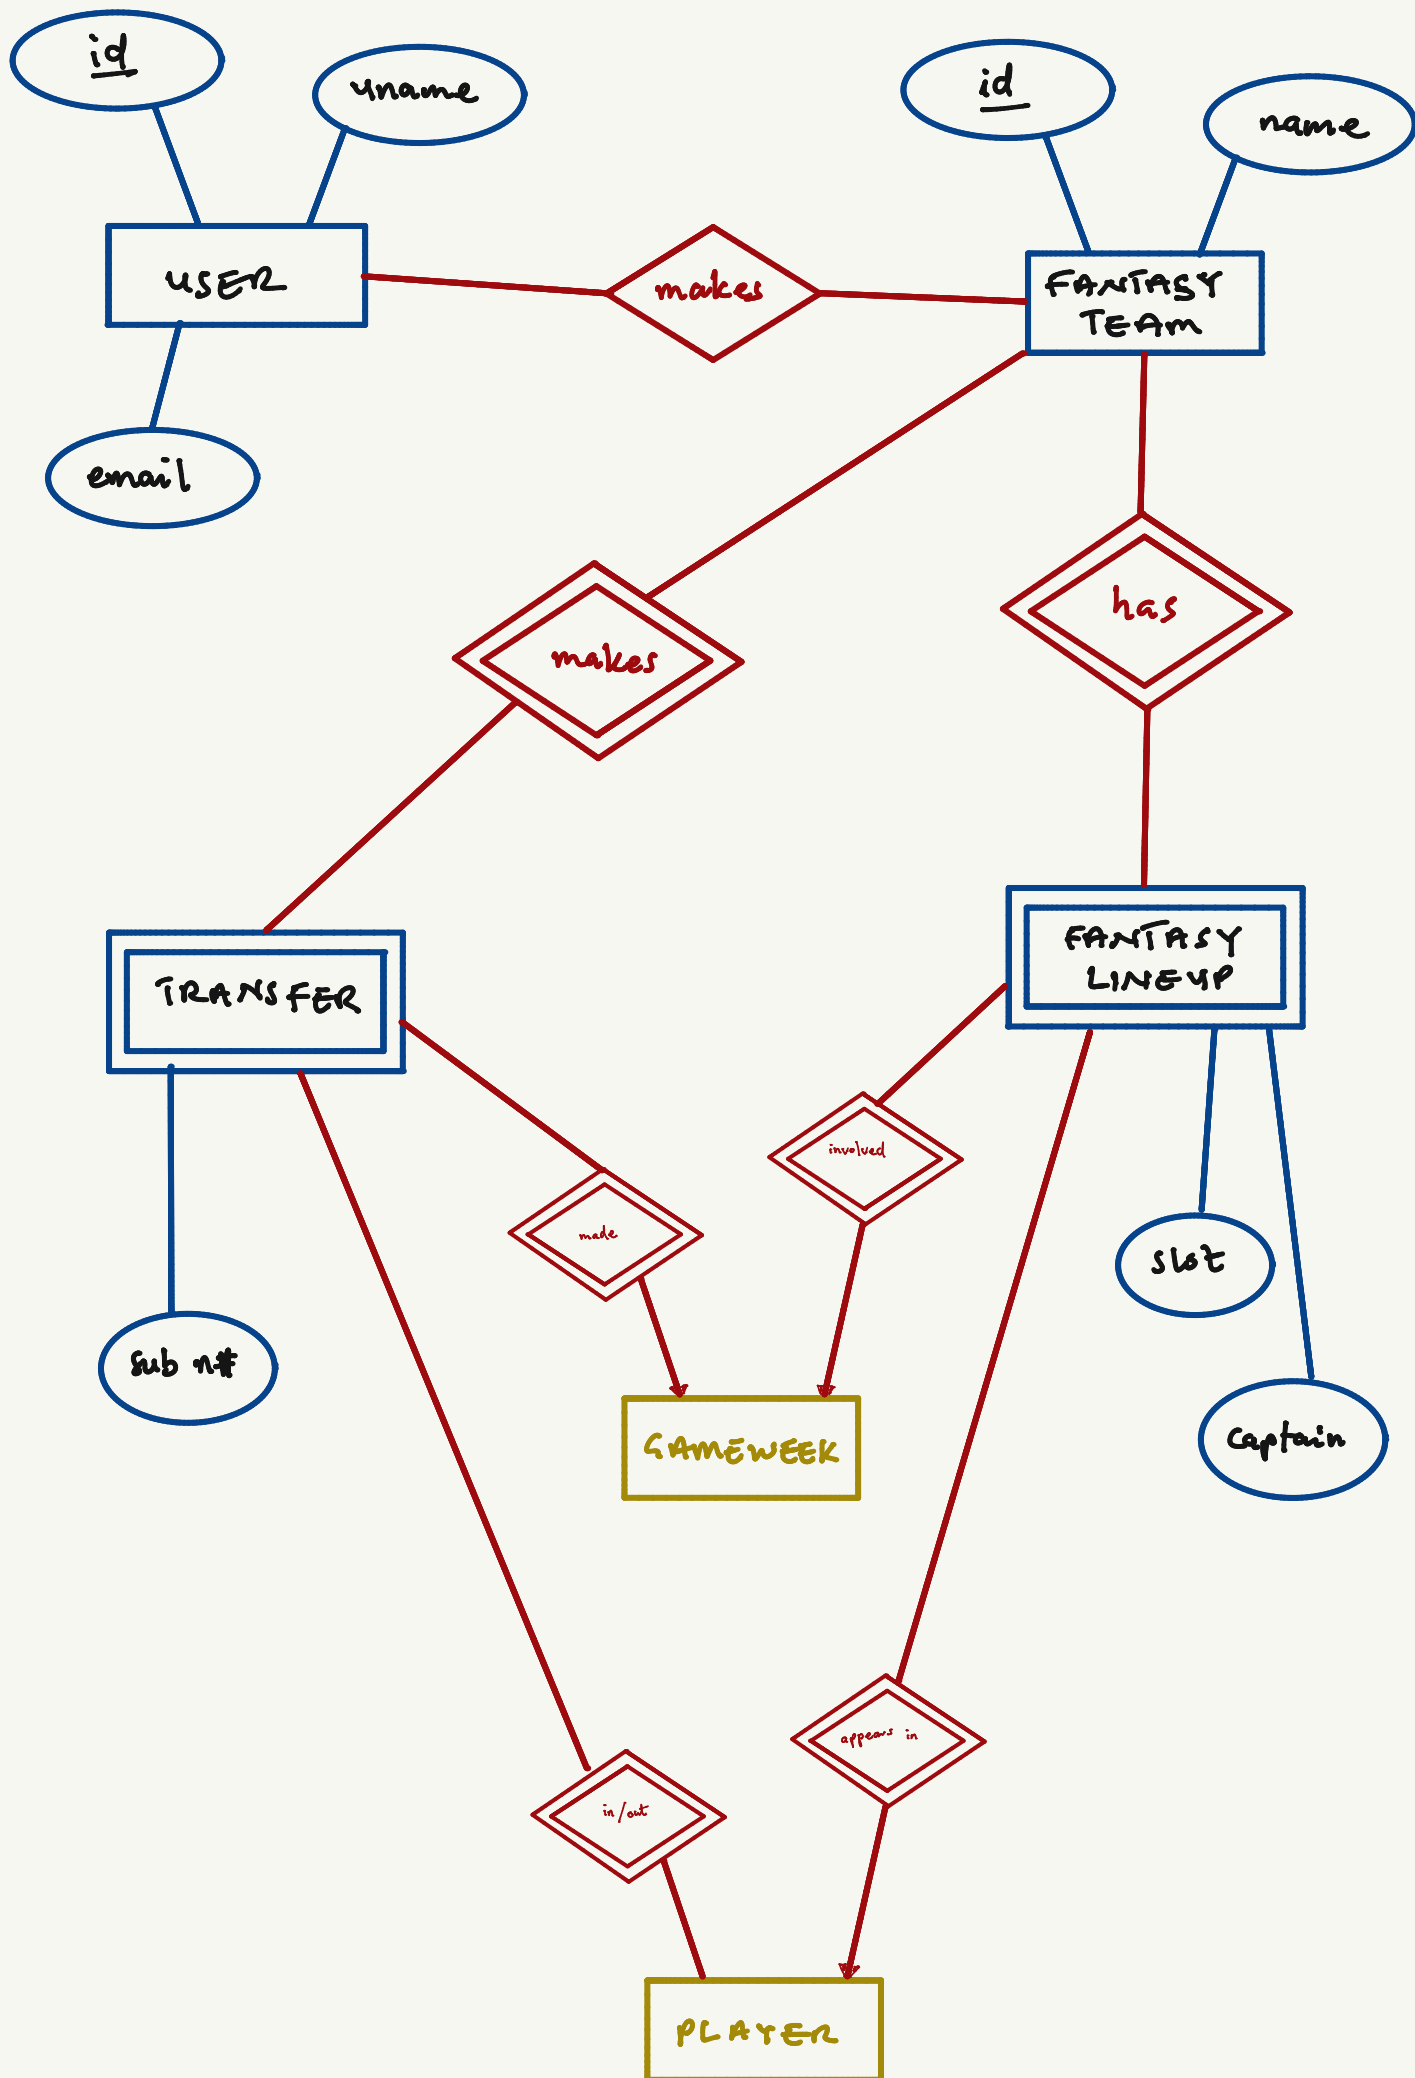 id
uname
id
name
USER
makes
FANTASY
TEAM
email
has
makes
FANTASY
LINEUP
TRANSFER
involved
made
slot
sub n#
captain
GAMEWEEK
appears in
in/out
PLAYER